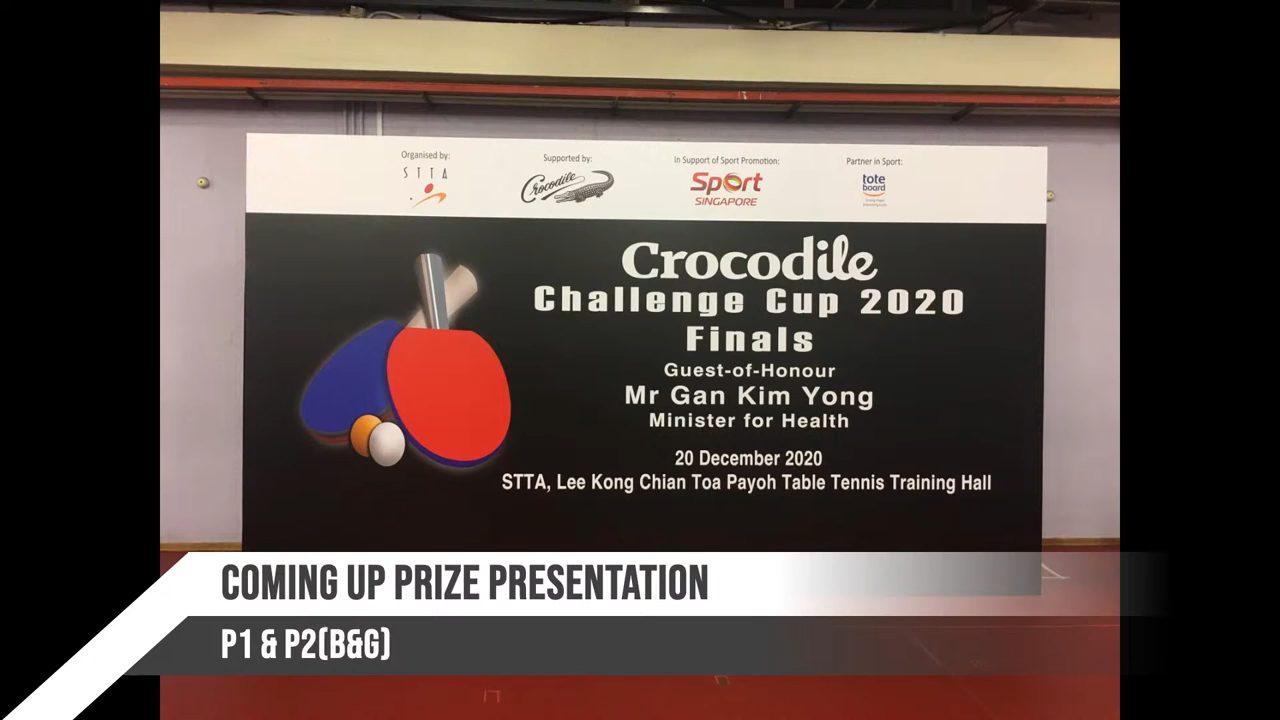 Organised by:
STTA
Supported by:
Crocodile
In Support of Sport Promotion:
Sport
SINGAPORE
Partner in Sport:
tote
board
Crocodile
Challenge Cup 2020
Finals
Guest-of-Honour
Mr Gan Kim Yong
Minister for Health
20 December 2020
STTA, Lee Kong Chian Toa Payoh Table Tennis Training Hall
COMING UP PRIZE PRESENTATION
P1 & P2(B&G)